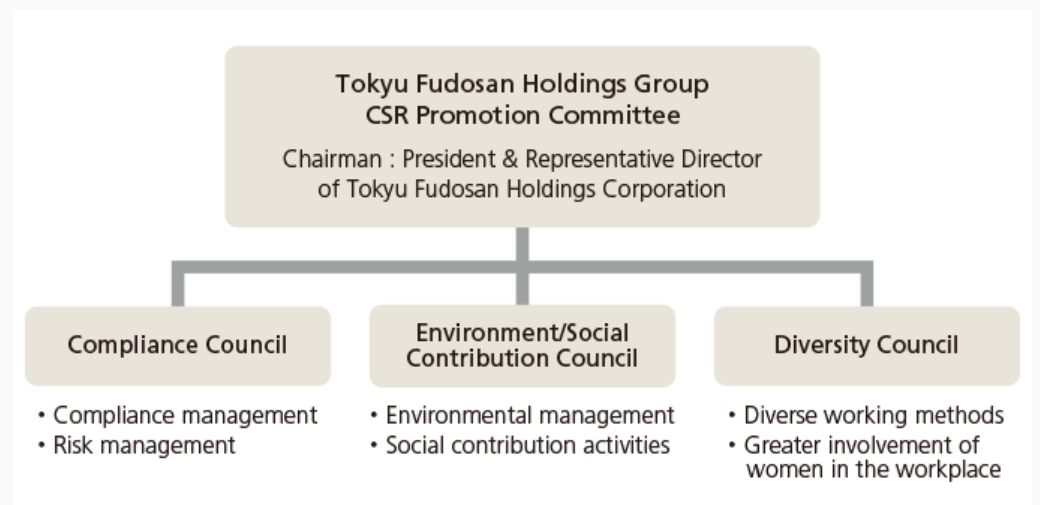 Tokyu Fudosan Holdings Group
CSR Promotion Committee
Chairman : President & Representative Director
of Tokyu Fudosan Holdings Corporation
Compliance Council
• Compliance management
• Risk management
Environment/Social
Contribution Council
• Environmental management
• Social contribution activities
Diversity Council
• Diverse working methods
• Greater involvement of
women in the workplace